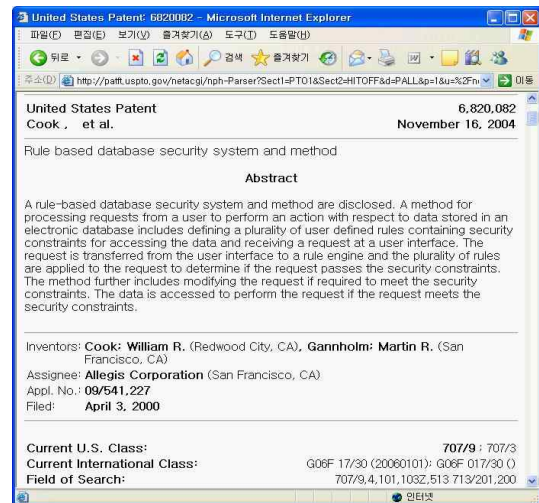 United States Patent: 6820082 - Microsoft Internet Explorer
파일(F) 편집(E) 보기(V) 즐겨찾기(A) 도구(T) 도움말(H)
뒤로 검색 즐겨찾기
주소(D) http://patft.uspto.gov/netacgi/nph-Parser?Sect1=PTO1&Sect2=HITOFF&d=PALL&p=1&u=%2Fn 이동
United States Patent 6,820,082
Cook , et al. November 16, 2004
Rule based database security system and method
Abstract
A rule-based database security system and method are disclosed. A method for
processing requests from a user to perform an action with respect to data stored in an
electronic database includes defining a plurality of user defined rules containing security
constraints for accessing the data and receiving a request at a user interface. The
request is transferred from the user interface to a rule engine and the plurality of rules
are applied to the request to determine if the request passes the security constraints.
The method further includes modifying the request if required to meet the security
constraints. The data is accessed to perform the request if the request meets the
security constraints.
Inventors: Cook; William R. (Redwood City, CA), Gannholm; Martin R. (San
Francisco, CA)
Assignee: Allegis Corporation (San Francisco, CA)
Appl. No.: 09/541,227
Filed: April 3, 2000
Current U.S. Class: 707/9 ; 707/3
Current International Class: G06F 17/30 (20060101); G06F 017/30 ()
Field of Search: 707/9,4,101,103Z,513 713/201,200
인터넷